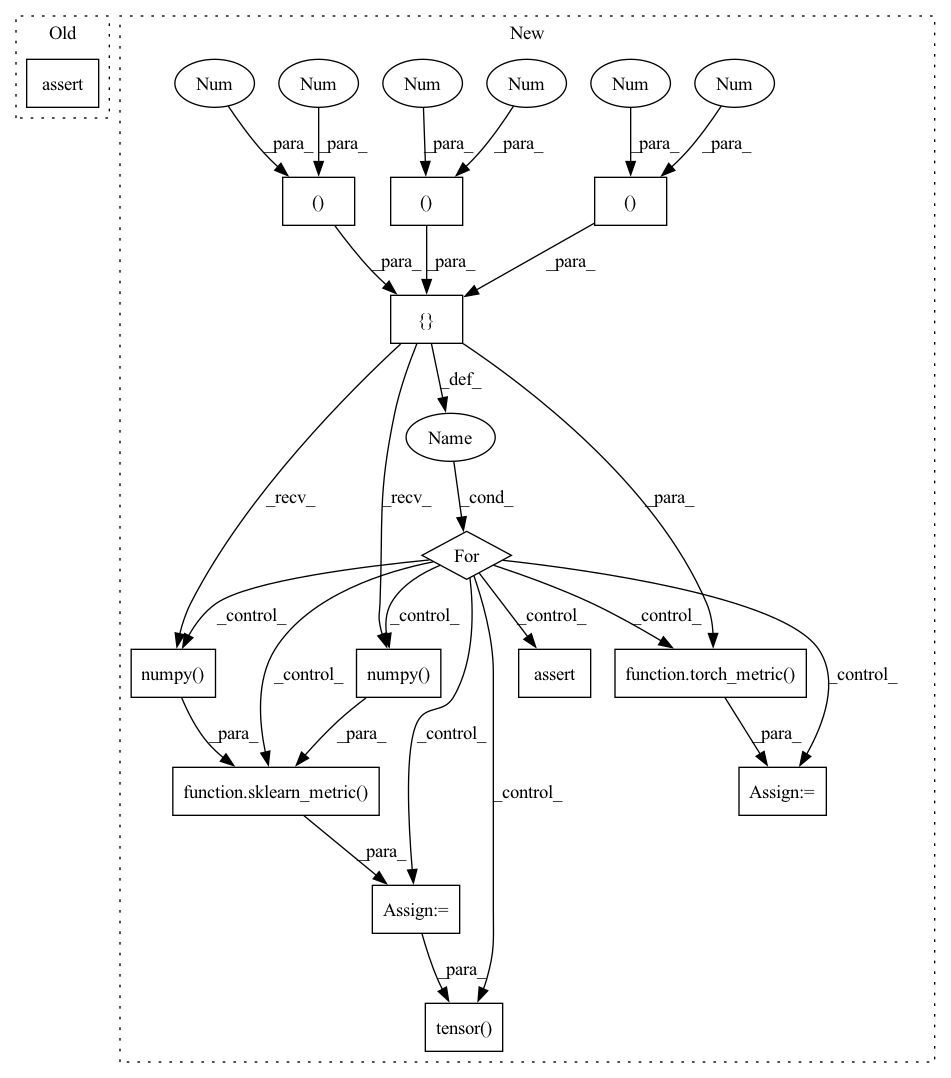 Old
New
assert
Num
Num
Num
Num
Num
Num
_para_
_para_
_para_
_para_
_para_
_para_
()
()
()
_para_
_para_
_para_
{}
_def_
Name
_recv_
_recv_
_cond_
_para_
For
_control_
_control_
_control_
_control_
_control_
_control_
_control_
_control_
numpy()
numpy()
assert
function.torch_metric()
_para_
_para_
_para_
function.sklearn_metric()
Assign:=
_para_
Assign:=
_para_
tensor()